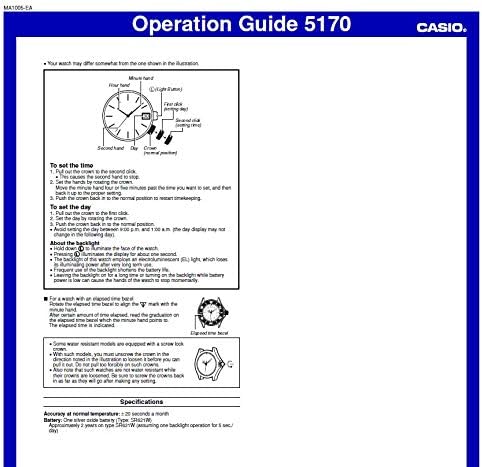 MA1005-EA
Operation Guide 5170
CASIO®
• Your watch may differ somewhat from the one shown in the illustration.
Minute hand
Hour hand
Ⓛ (Light Button)
First click
(setting day)
Second click
(setting time)
Second hand Day Crown
(normal position)
To set the time
1. Pull out the crown to the second click.
• This causes the second hand to stop.
2. Set the hands by rotating the crown.
Move the minute hand four or five minutes past the time you want to set, and then
back it up to the proper setting.
3. Push the crown back in to the normal position to restart timekeeping.
To set the day
1. Pull out the crown to the first click.
2. Set the day by rotating the crown.
3. Push the crown back in to the normal position.
• Avoid setting the day between 9:00 p.m. and 1:00 a.m. (the day display may not
change in the following day).
About the backlight
• Hold down Ⓛ to illuminate the face of the watch.
• Pressing Ⓛ illuminates the display for about one second.
• The backlight of this watch employs an electroluminescent (EL) light, which loses
its illuminating power after very long term use.
• Frequent use of the backlight shortens the battery life.
• Leaving the backlight on for a long time or turning on the backlight while battery
power is low can cause the hands of the watch to stop momentarily.
■ For a watch with an elapsed time bezel
Rotate the elapsed time bezel to align the mark with the
minute hand.
After certain amount of time elapsed, read the graduation on
the elapsed time bezel which the minute hand points to.
The elapsed time is indicated.
Elapsed time bezel
• Some water resistant models are equipped with a screw lock
crown.
• With such models, you must unscrew the crown in the
direction noted in the illustration to loosen it before you can
pull it out. Do not pull too forcibly on such crowns.
• Also note that such watches are not water resistant while
their crowns are loosened. Be sure to screw the crowns back
in as far as they will go after making any setting.
Specifications
Accuracy at normal temperature: ± 20 seconds a month
Battery: One silver oxide battery (Type: SR621W)
Approximately 2 years on type SR621W (assuming one backlight operation for 5 sec./
day)